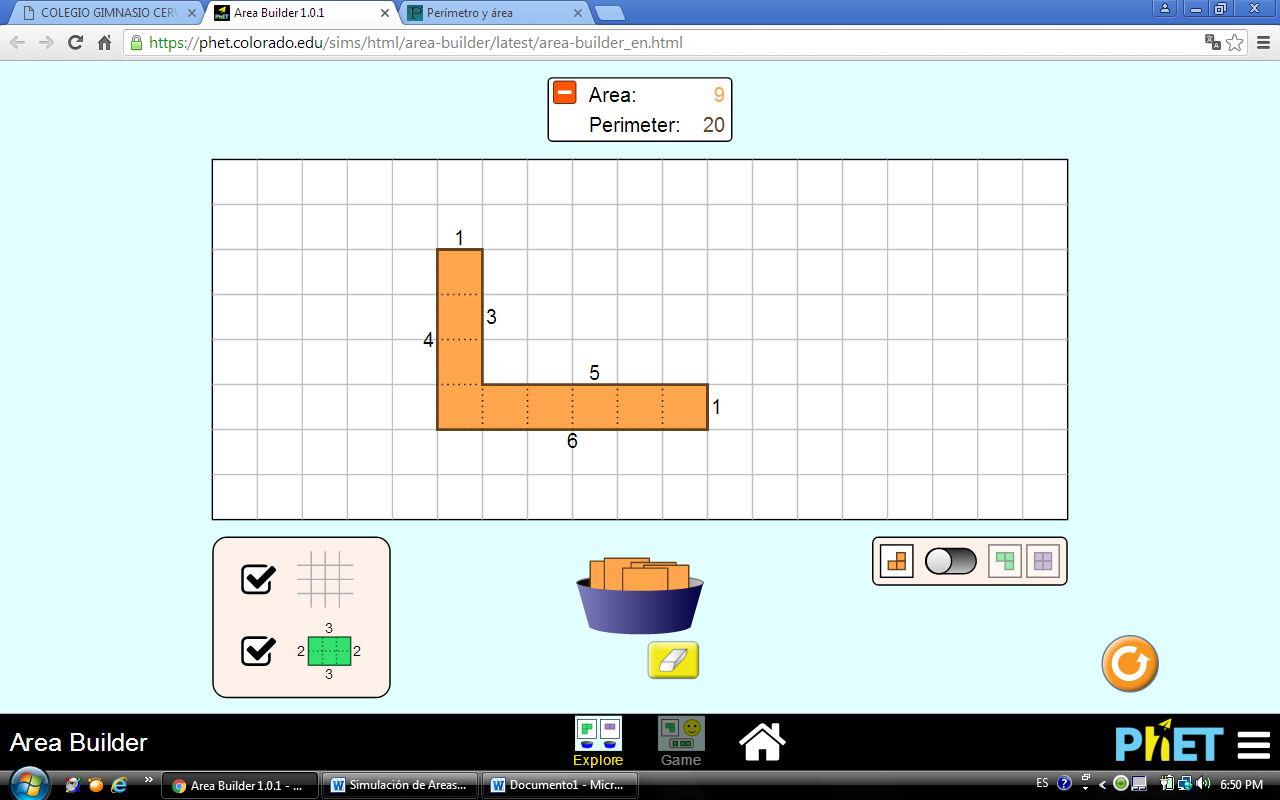 COLEGIO GIMNASIO CERV
Area Builder 1.0.1
Perímetro y área
https://phet.colorado.edu/sims/html/area-builder/latest/area-builder_en.html
Area: 9
Perimeter: 20
1
3
4
5
1
6
3
2 2
3
Area Builder
Explore
Game
PhET
Area Builder 1.0.1 - ...
Simulación de Areas...
Documento1 - Micr...
ES
6:50 PM